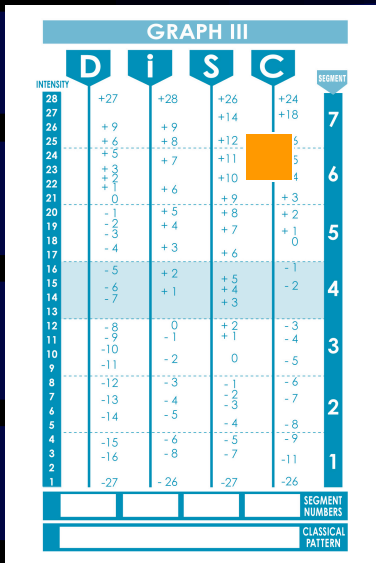 GRAPH III
D i S C
INTENSITY SEGMENT
28 +27 +28 +26 +24
27 +14 +18 7
26 + 9 + 9
25 + 6 + 8 +12
24 + 5 + 7 +11
23 + 3 6
+ 2 +10
22 + 1 + 6
21 0 + 9 + 3
20 - 1 + 5 + 8 + 2
19 - 2 + 4 + 7 + 1 5
18 - 3 0
17 - 4 + 3 + 6
16 - 5 + 2 - 1
15 - 6 + 1 + 5 - 2 4
14 - 7 + 4
13 + 3
12 - 8 0 + 2 - 3
11 - 9 - 1 + 1 - 4 3
10 -10 - 2 0 - 5
9 -11
8 -12 - 3 - 1 - 6
7 -13 - 4 - 2 - 7 2
6 -14 - 5 - 3
5 - 4 - 8
4 -15 - 6 - 5 - 9
3 -16 - 8 - 7 -11 1
2
1 -27 - 26 -27 -26
SEGMENT
NUMBERS
CLASSICAL
PATTERN